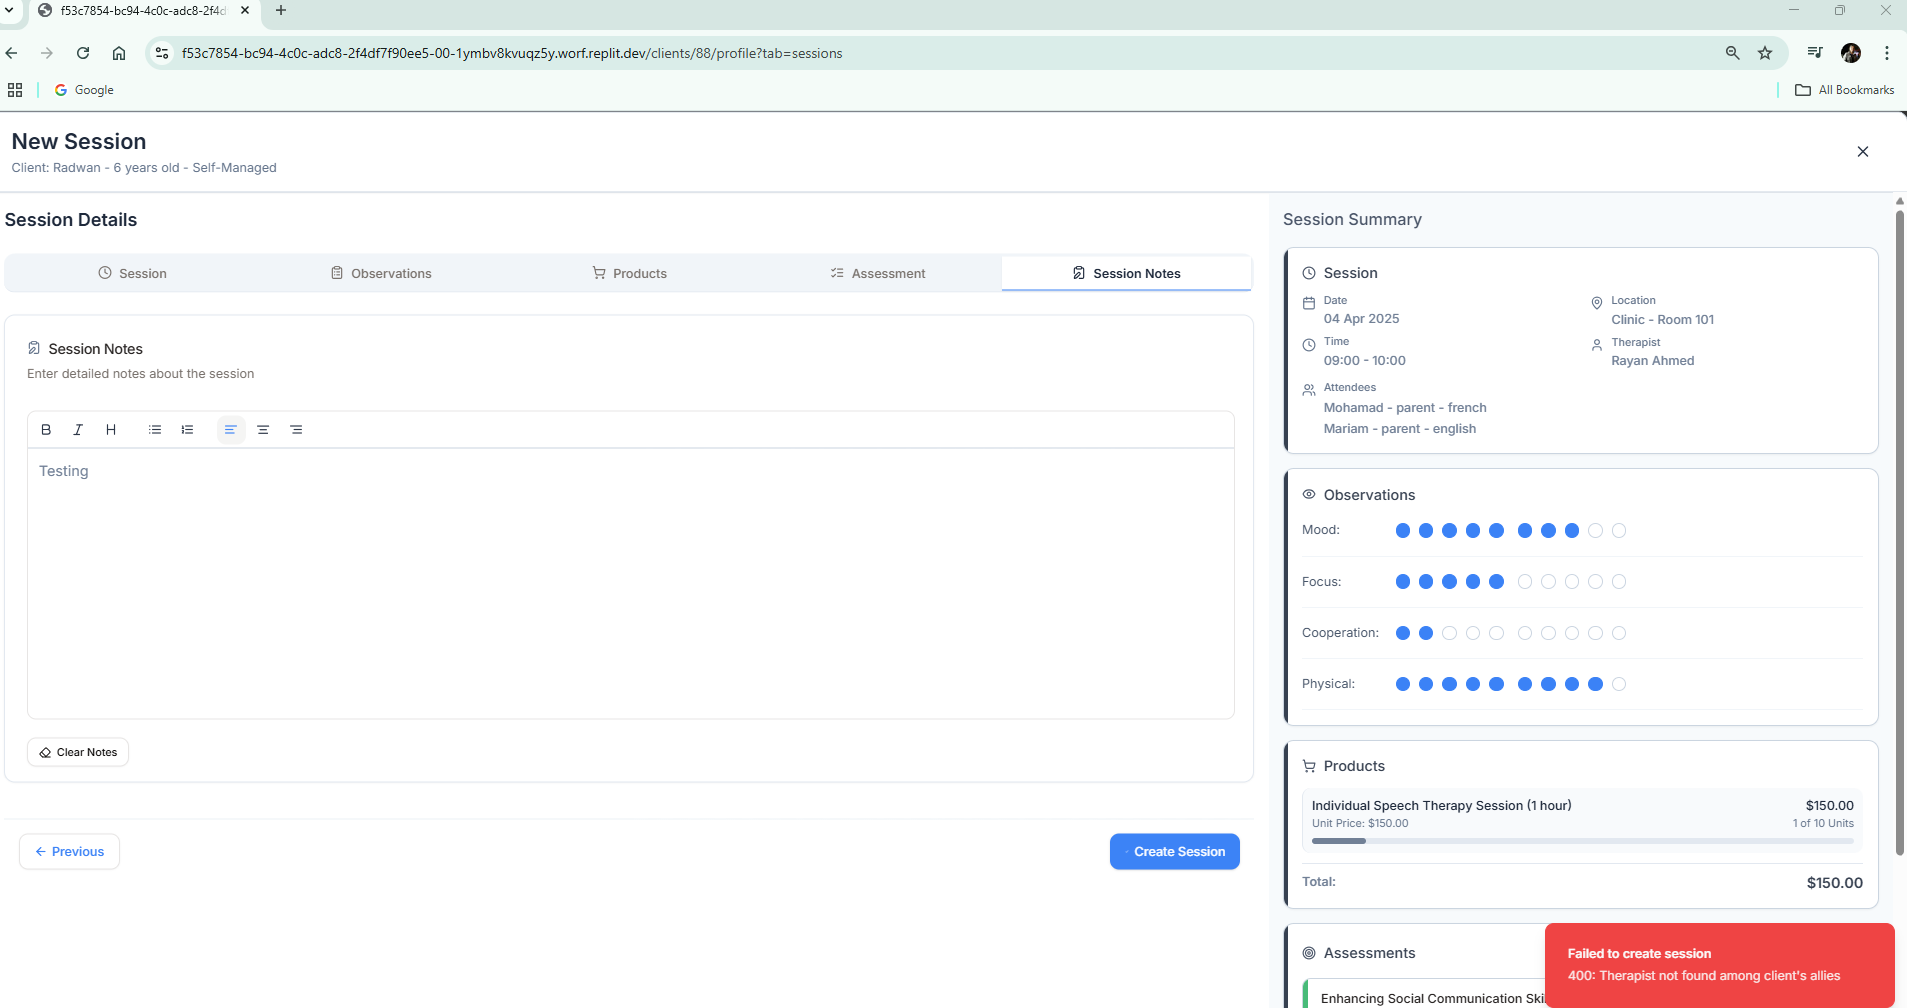 f53c7854-bc94-4c0c-adc8-2f4d
f53c7854-bc94-4c0c-adc8-2f4df7f90ee5-00-1ymbv8kvuqz5y.worf.replit.dev/clients/88/profile?tab=sessions
Google
All Bookmarks
New Session
Client: Radwan - 6 years old - Self-Managed
Session Details
Session
Observations
Products
Assessment
Session Notes
Session Notes
Enter detailed notes about the session
B I H
Testing
Clear Notes
Previous
Create Session
Session Summary
Session
Date
04 Apr 2025
Location
Clinic - Room 101
Time
09:00 - 10:00
Therapist
Rayan Ahmed
Attendees
Mohamad - parent - french
Mariam - parent - english
Observations
Mood:
Focus:
Cooperation:
Physical:
Products
Individual Speech Therapy Session (1 hour) $150.00
Unit Price: $150.00 1 of 10 Units
Total: $150.00
Assessments
Enhancing Social Communication
Failed to create session
400: Therapist not found among client's allies